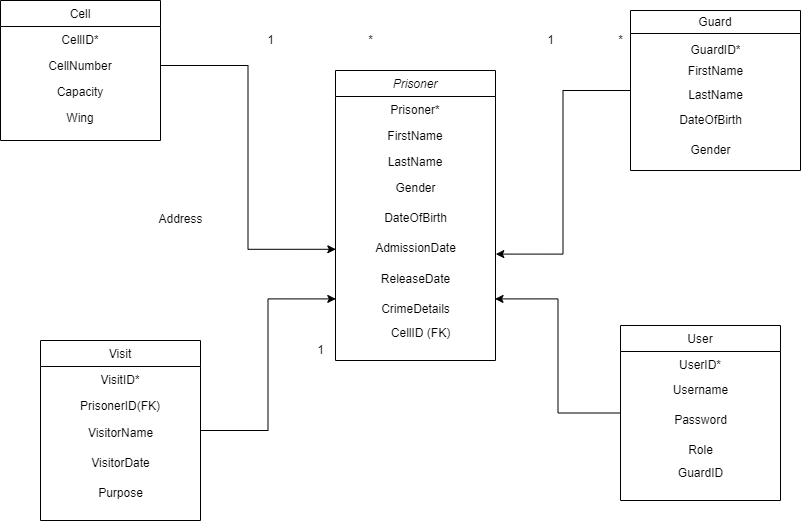 Cell
CellID*
CellNumber
Capacity
Wing
1
*
1
*
Guard
GuardID*
FirstName
LastName
DateOfBirth
Gender
Prisoner
Prisoner*
FirstName
LastName
Gender
DateOfBirth
AdmissionDate
ReleaseDate
CrimeDetails
CellID (FK)
Address
1
Visit
VisitID*
PrisonerID(FK)
VisitorName
VisitorDate
Purpose
User
UserID*
Username
Password
Role
GuardID